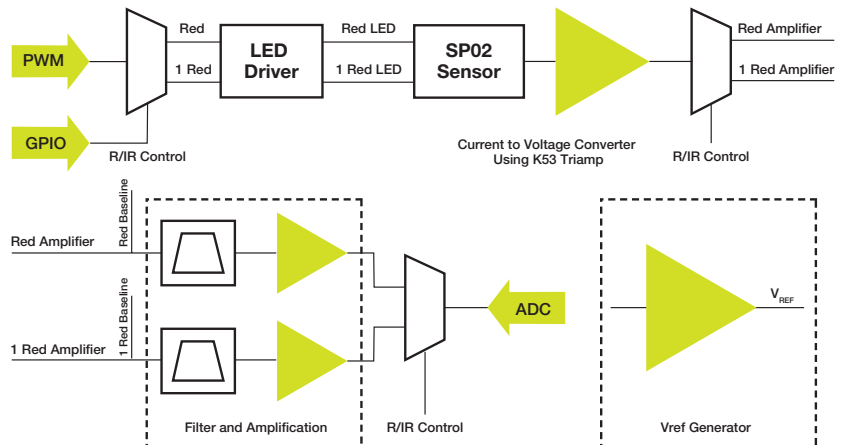 PWM
Red
1 Red
LED
Driver
Red LED
1 Red LED
SP02
Sensor
Red Amplifier
1 Red Amplifier
GPIO
R/IR Control
Current to Voltage Converter
Using K53 Triamp
R/IR Control
Red Baseline
Red Amplifier
1 Red Baseline
1 Red Amplifier
ADC
VREF
Filter and Amplification
R/IR Control
Vref Generator